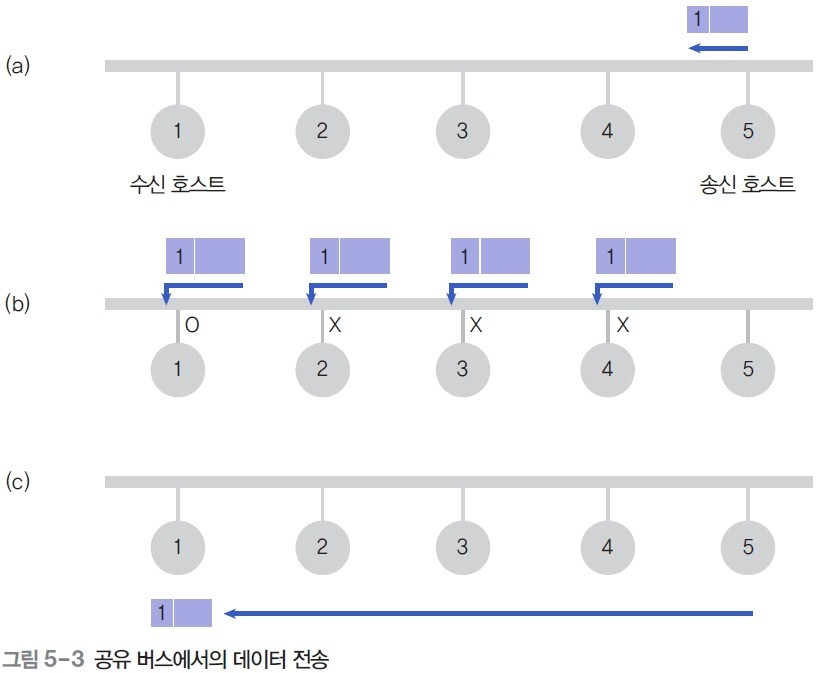 1
(a)
1 2 3 4 5
수신 호스트 송신 호스트
1 1 1 1
(b)
O X X X
1 2 3 4 5
(c)
1 2 3 4 5
1
그림 5-3 공유 버스에서의 데이터 전송